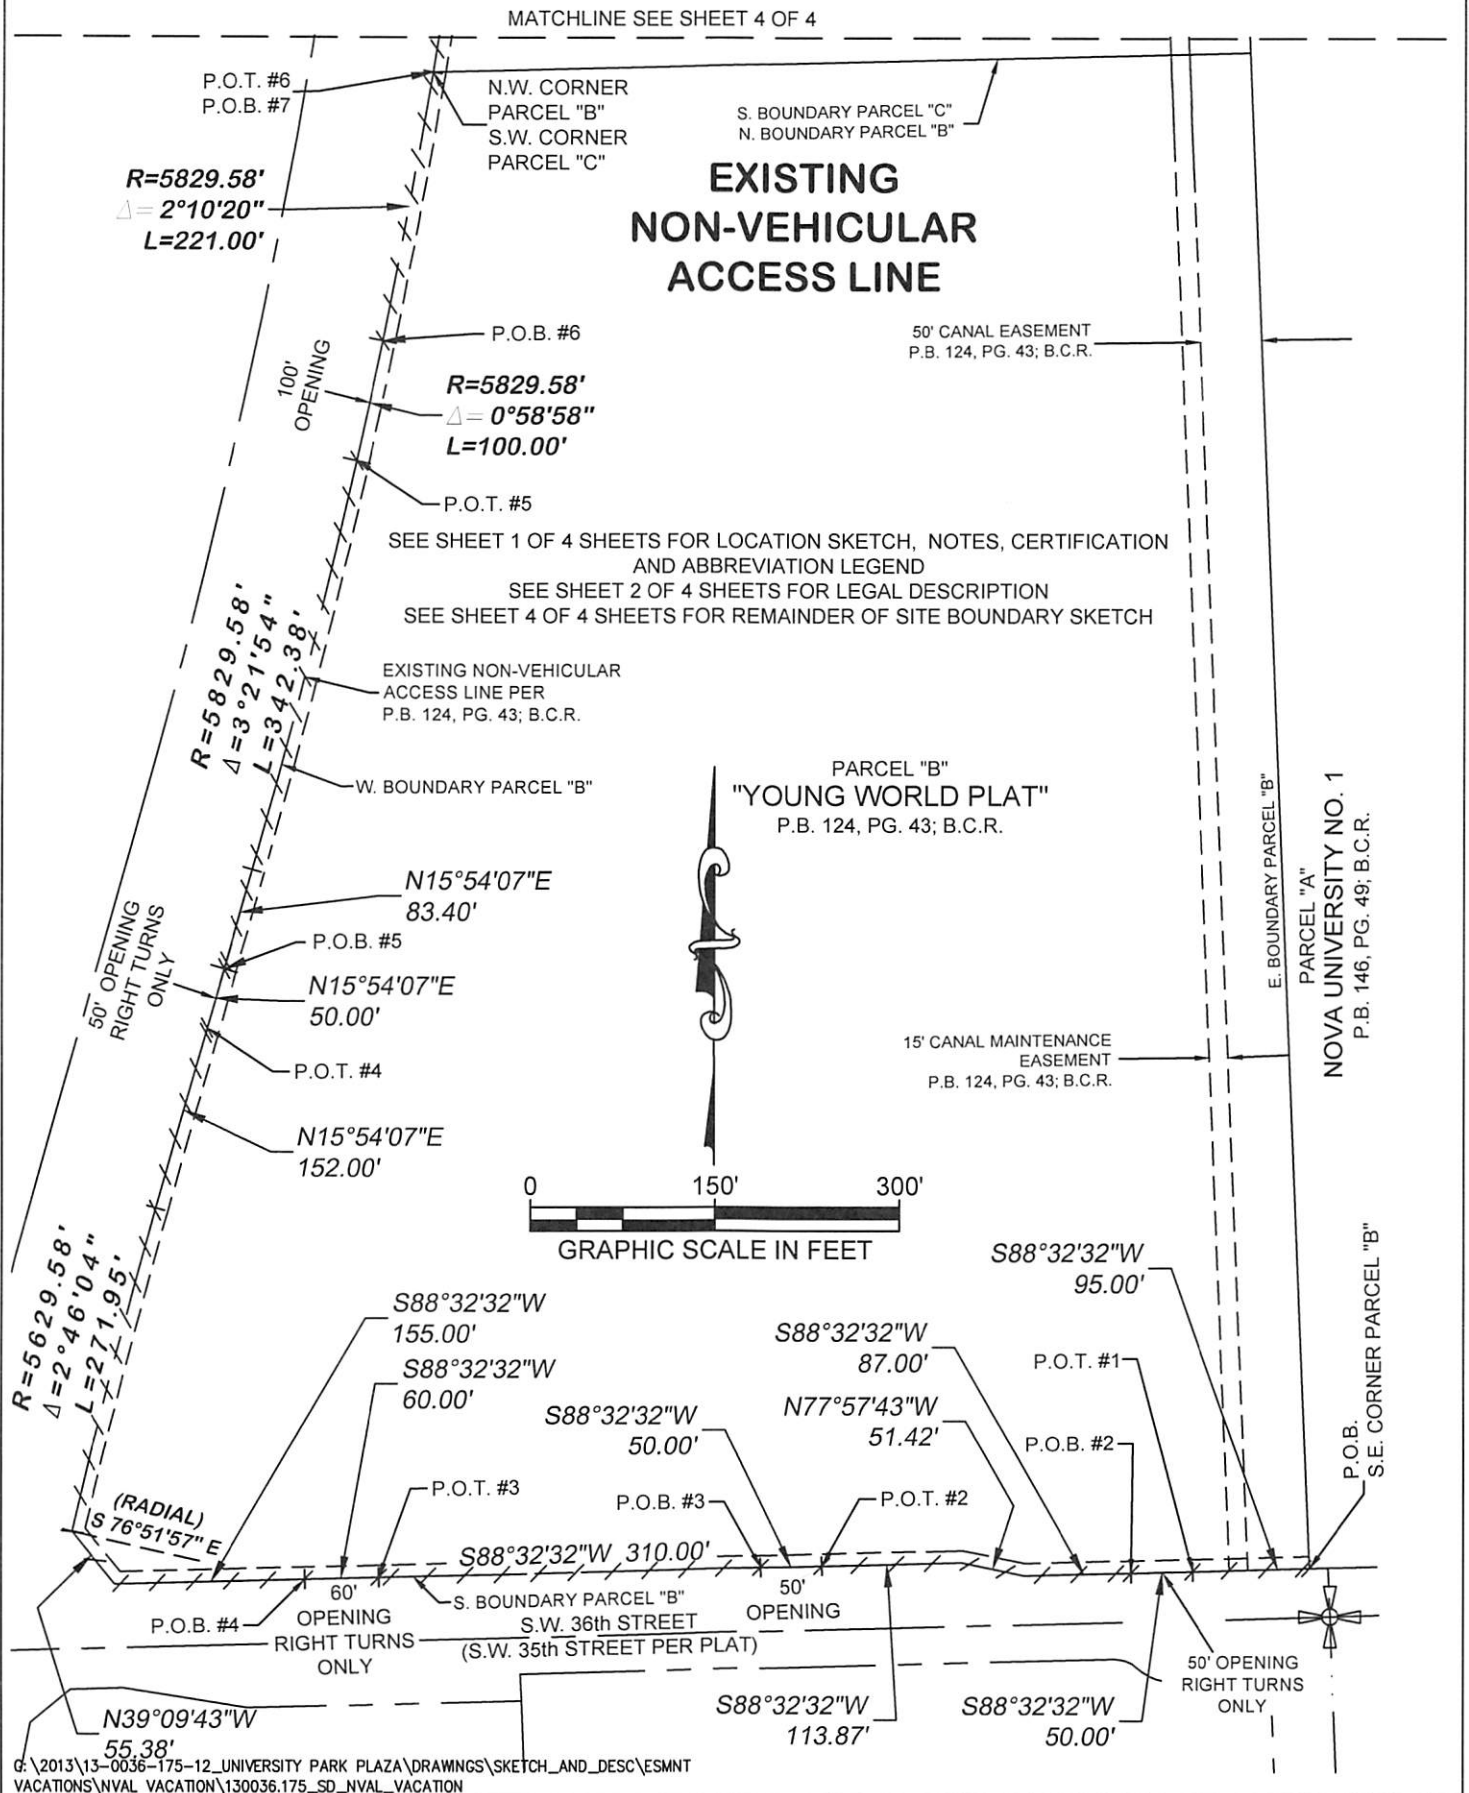 MATCHLINE SEE SHEET 4 OF 4
P.O.T. #6
P.O.B. #7
N.W. CORNER
PARCEL "B"
S.W. CORNER
PARCEL "C"
S. BOUNDARY PARCEL "C"
N. BOUNDARY PARCEL "B"
EXISTING
NON-VEHICULAR
ACCESS LINE
R=5829.58'
Δ= 2°10'20"
L=221.00'
P.O.B. #6
50' CANAL EASEMENT
P.B. 124, PG. 43; B.C.R.
100'
OPENING
R=5829.58'
Δ= 0°58'58"
L=100.00'
P.O.T. #5
SEE SHEET 1 OF 4 SHEETS FOR LOCATION SKETCH, NOTES, CERTIFICATION
AND ABBREVIATION LEGEND
SEE SHEET 2 OF 4 SHEETS FOR LEGAL DESCRIPTION
SEE SHEET 4 OF 4 SHEETS FOR REMAINDER OF SITE BOUNDARY SKETCH
R=5829.58'
Δ=3°21'54"
L=342.38'
EXISTING NON-VEHICULAR
ACCESS LINE PER
P.B. 124, PG. 43; B.C.R.
W. BOUNDARY PARCEL "B"
PARCEL "B"
"YOUNG WORLD PLAT"
P.B. 124, PG. 43; B.C.R.
E. BOUNDARY PARCEL "B"
PARCEL "A"
NOVA UNIVERSITY NO. 1
P.B. 146, PG. 49; B.C.R.
N15°54'07"E
83.40'
P.O.B. #5
50' OPENING
RIGHT TURNS
ONLY
N15°54'07"E
50.00'
P.O.T. #4
15' CANAL MAINTENANCE
EASEMENT
P.B. 124, PG. 43; B.C.R.
N15°54'07"E
152.00'
0 150' 300'
GRAPHIC SCALE IN FEET
R=5629.58'
Δ=2°46'04"
L=271.95'
S88°32'32"W
155.00'
S88°32'32"W
60.00'
S88°32'32"W
50.00'
S88°32'32"W
87.00'
N77°57'43"W
51.42'
S88°32'32"W
95.00'
P.O.T. #1
P.O.B. #2
P.O.B.
S.E. CORNER PARCEL "B"
(RADIAL)
S 76°51'57" E
P.O.T. #3
P.O.B. #3
P.O.T. #2
S88°32'32"W 310.00'
P.O.B. #4
60'
OPENING
RIGHT TURNS
ONLY
S. BOUNDARY PARCEL "B"
S.W. 36th STREET
(S.W. 35th STREET PER PLAT)
50'
OPENING
50' OPENING
RIGHT TURNS
ONLY
N39°09'43"W
55.38'
S88°32'32"W
113.87'
S88°32'32"W
50.00'
G:\2013\13-0036-175-12_UNIVERSITY PARK PLAZA\DRAWINGS\SKETCH_AND_DESC\ESMNT
VACATIONS\NVAL VACATION\130036.175_SD_NVAL_VACATION